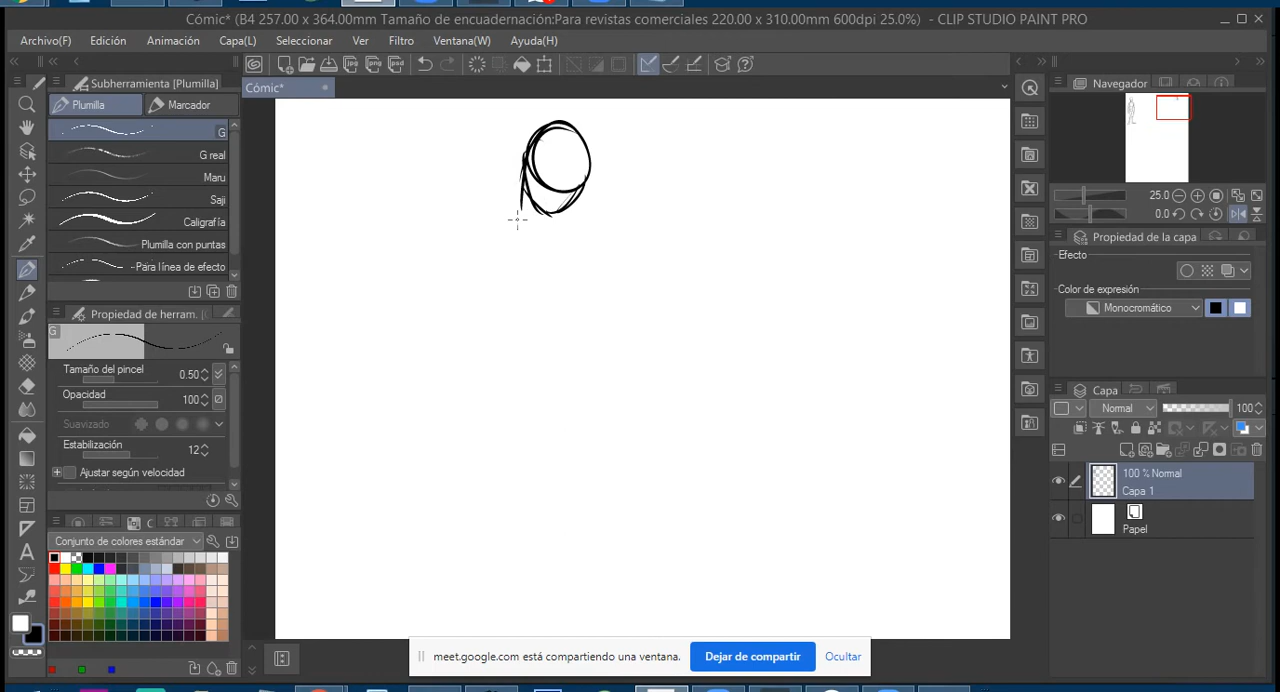 Cómic* (B4 257.00 x 364.00mm Tamaño de encuadernación:Para revistas comerciales 220.00 x 310.00mm 600dpi 25.0%) - CLIP STUDIO PAINT PRO
Archivo(F) Edición Animación Capa(L) Seleccionar Ver Filtro Ventana(W) Ayuda(H)
Subherramienta [Plumilla]
Cómic*
Navegador
Plumilla Marcador
G
G real
Maru
Saji
Caligrafía
Plumilla con puntas
Para línea de efecto
25.0
0.0
Propiedad de la capa
Efecto
Color de expresión
Monocromático
Propiedad de herram. [
G
Tamaño del pincel 0.50
Opacidad 100
Suavizado
Estabilización 12
Ajustar según velocidad
C
Conjunto de colores estándar
Capa
Normal 100
100 % Normal
Capa 1
Papel
A
meet.google.com está compartiendo una ventana. Dejar de compartir Ocultar